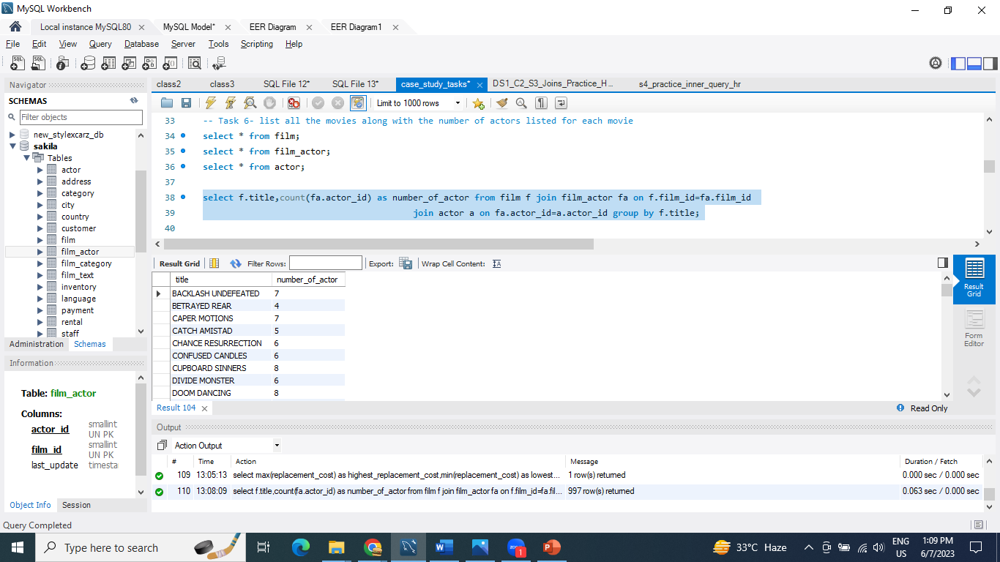 MySQL Workbench
Local instance MySQL80
MySQL Model*
EER Diagram
EER Diagram1
File Edit View Query Database Server Tools Scripting Help
Navigator
SCHEMAS
Filter objects
new_stylexcarz_db
sakila
Tables
actor
address
category
city
country
customer
film
film_actor
film_category
film_text
inventory
language
payment
rental
staff
Administration Schemas
Information
Table: film_actor
Columns:
actor_id smallint
UN PK
film_id smallint
UN PK
last_update timesta
Object Info Session
class2 class3 SQL File 12* SQL File 13* case_study_tasks* DS1_C2_S3_Joins_Practice_H... s4_practice_inner_query_hr
Limit to 1000 rows
33 -- Task 6- list all the movies along with the number of actors listed for each movie
34 select * from film;
35 select * from film_actor;
36 select * from actor;
37
38 select f.title,count(fa.actor_id) as number_of_actor from film f join film_actor fa on f.film_id=fa.film_id
39 join actor a on fa.actor_id=a.actor_id group by f.title;
40
Result Grid Filter Rows: Export: Wrap Cell Content:
title number_of_actor
BACKLASH UNDEFEATED 7
BETRAYED REAR 4
CAPER MOTIONS 7
CATCH AMISTAD 5
CHANCE RESURRECTION 6
CONFUSED CANDLES 6
CUPBOARD SINNERS 8
DIVIDE MONSTER 6
DOOM DANCING 8
Result
Grid
Form
Editor
Result 104 Read Only
Output
Action Output
# Time Action Message Duration / Fetch
109 13:05:13 select max(replacement_cost) as highest_replacement_cost,min(replacement_cost) as lowest... 1 row(s) returned 0.000 sec / 0.000 sec
110 13:08:09 select f.title,count(fa.actor_id) as number_of_actor from film f join film_actor fa on f.film_id=fa.fil... 997 row(s) returned 0.063 sec / 0.000 sec
Query Completed
Type here to search
33°C Haze
ENG
US
1:09 PM
6/7/2023